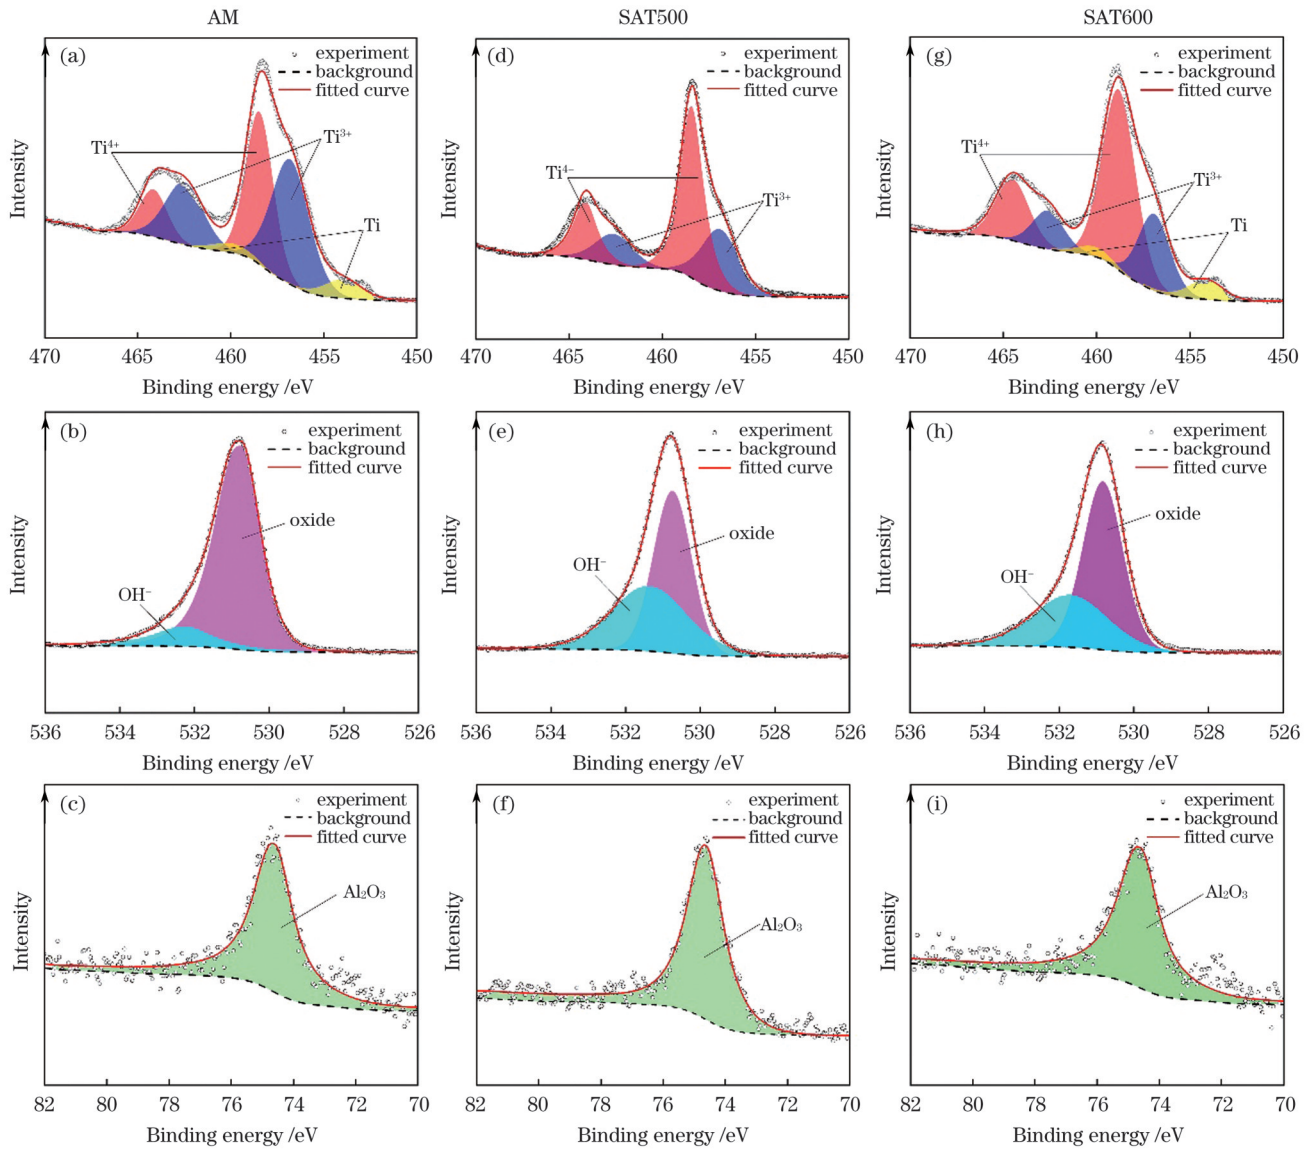 AM
SAT500
SAT600
(a)
experiment
background
fitted curve
Ti⁴⁺
Ti³⁺
Ti
Intensity
470 465 460 455 450
Binding energy /eV
(d)
experiment
background
fitted curve
Ti⁴⁻
Ti³⁺
Intensity
470 465 460 455 450
Binding energy /eV
(g)
experiment
background
fitted curve
Ti⁴⁺
Ti³⁺
Ti
Intensity
470 465 460 455 450
Binding energy /eV
(b)
experiment
background
fitted curve
oxide
OH⁻
Intensity
536 534 532 530 528 526
Binding energy /eV
(e)
experiment
background
fitted curve
oxide
OH⁻
Intensity
536 534 532 530 528 526
Binding energy /eV
(h)
experiment
background
fitted curve
oxide
OH⁻
Intensity
536 534 532 530 528 526
Binding energy /eV
(c)
experiment
background
fitted curve
Al₂O₃
Intensity
82 80 78 76 74 72 70
Binding energy /eV
(f)
experiment
background
fitted curve
Al₂O₃
Intensity
82 80 78 76 74 72 70
Binding energy /eV
(i)
experiment
background
fitted curve
Al₂O₃
Intensity
82 80 78 76 74 72 70
Binding energy /eV